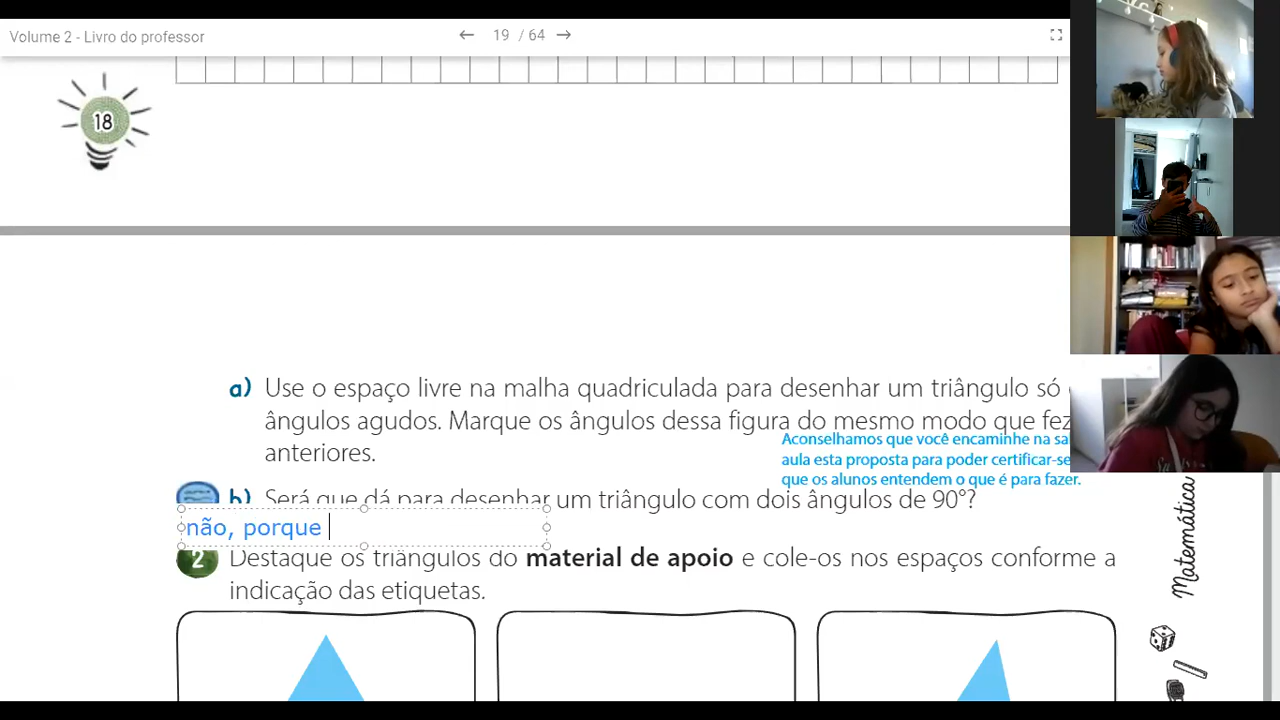 Volume 2 - Livro do professor
19 / 64
18
a) Use o espaço livre na malha quadriculada para desenhar um triângulo só
ângulos agudos. Marque os ângulos dessa figura do mesmo modo que fez
anteriores.
Aconselhamos que você encaminhe na sa
aula esta proposta para poder certificar-se
que os alunos entendem o que é para fazer.
b) Será que dá para desenhar um triângulo com dois ângulos de 90°?
não, porque
2 Destaque os triângulos do material de apoio e cole-os nos espaços conforme a
indicação das etiquetas.
Matemática